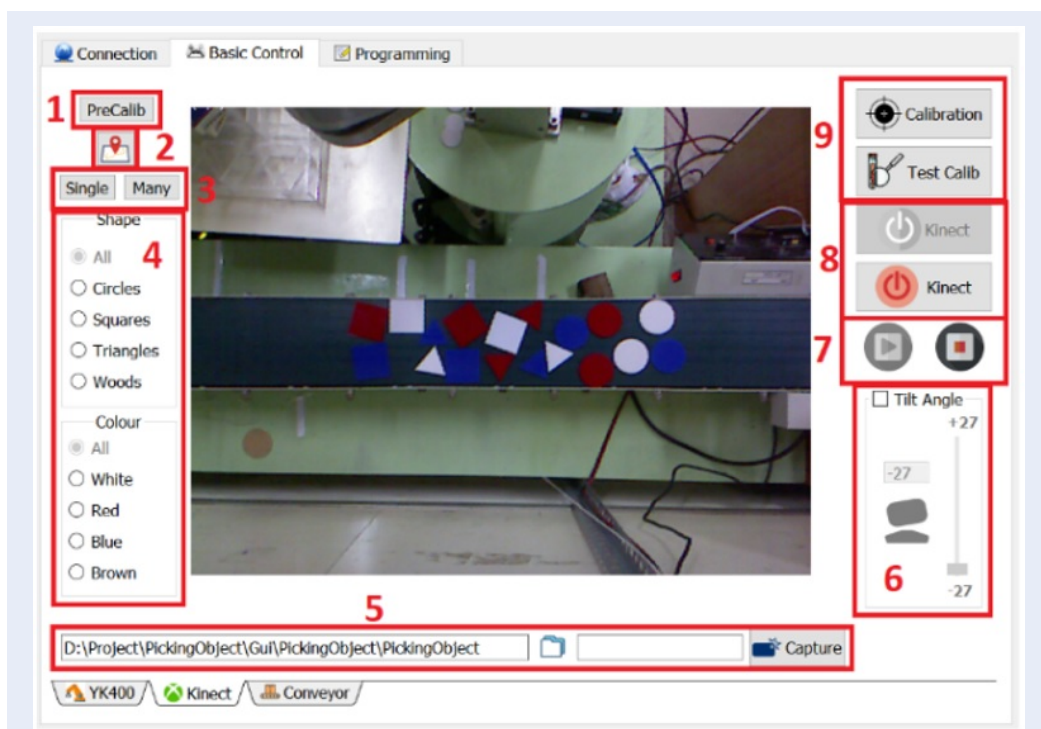 Connection Basic Control Programming
1 PreCalib
2
Single Many 3
Shape
4
All
Circles
Squares
Triangles
Woods
Colour
All
White
Red
Blue
Brown
9
Calibration
Test Calib
8
Kinect
Kinect
7
Tilt Angle
+27
-27
6
-27
5
D:\Project\PickingObject\Gui\PickingObject\PickingObject Capture
YK400 Kinect Conveyor